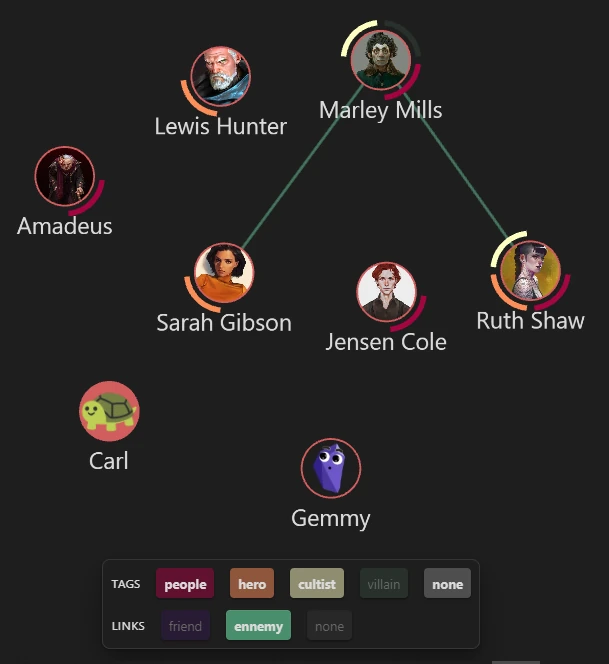 Lewis Hunter
Marley Mills
Amadeus
Sarah Gibson
Jensen Cole
Ruth Shaw
Carl
Gemmy
TAGS people hero cultist villain none
LINKS friend ennemy none